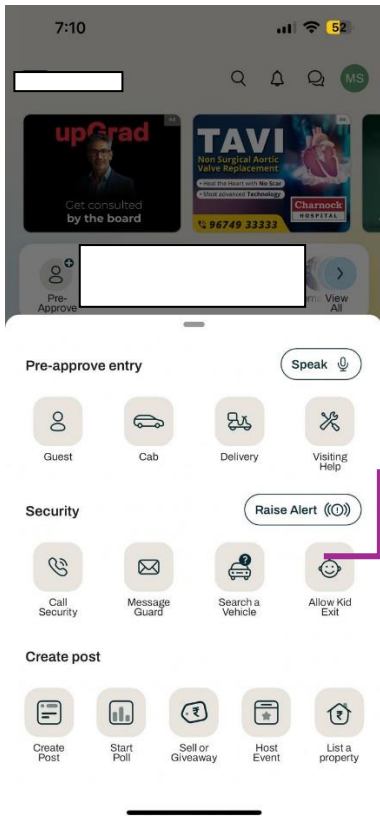 7:10
52
MS
Ad
upGrad
Get consulted
by the board
Ad
TAVI
Non Surgical Aortic
Valve Replacement
• Heal the Heart with No Scar
• Most advanced Technology
Charnock
HOSPITAL
96749 33333
Pre-
Approve
View
All
Pre-approve entry
Speak
Guest
Cab
Delivery
Visiting
Help
Security
Raise Alert
Call
Security
Message
Guard
Search a
Vehicle
Allow Kid
Exit
Create post
Create
Post
Start
Poll
Sell or
Giveaway
Host
Event
List a
property